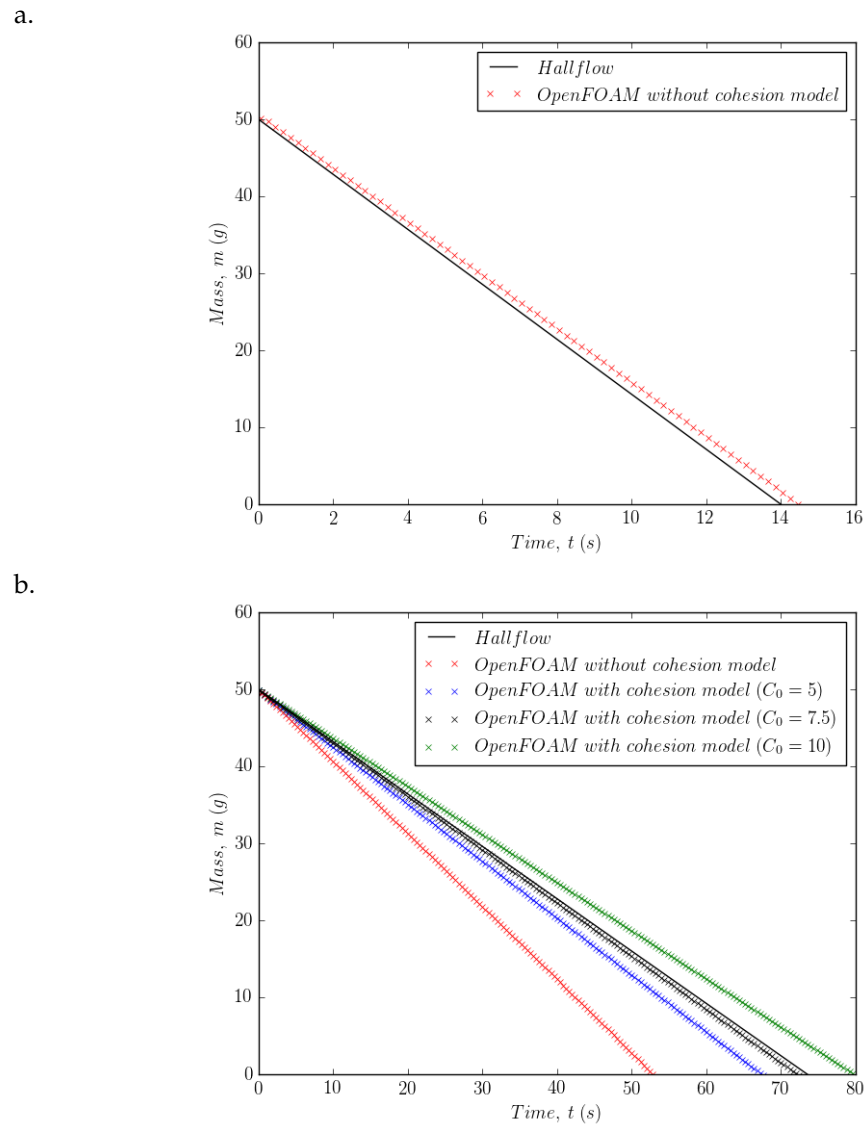 a.
60
50
40
30
20
10
0
Mass, m (g)
Hallflow
OpenFOAM without cohesion model
0 2 4 6 8 10 12 14 16
Time, t (s)
b.
60
50
40
30
20
10
0
Mass, m (g)
Hallflow
OpenFOAM without cohesion model
OpenFOAM with cohesion model (C₀ = 5)
OpenFOAM with cohesion model (C₀ = 7.5)
OpenFOAM with cohesion model (C₀ = 10)
0 10 20 30 40 50 60 70 80
Time, t (s)